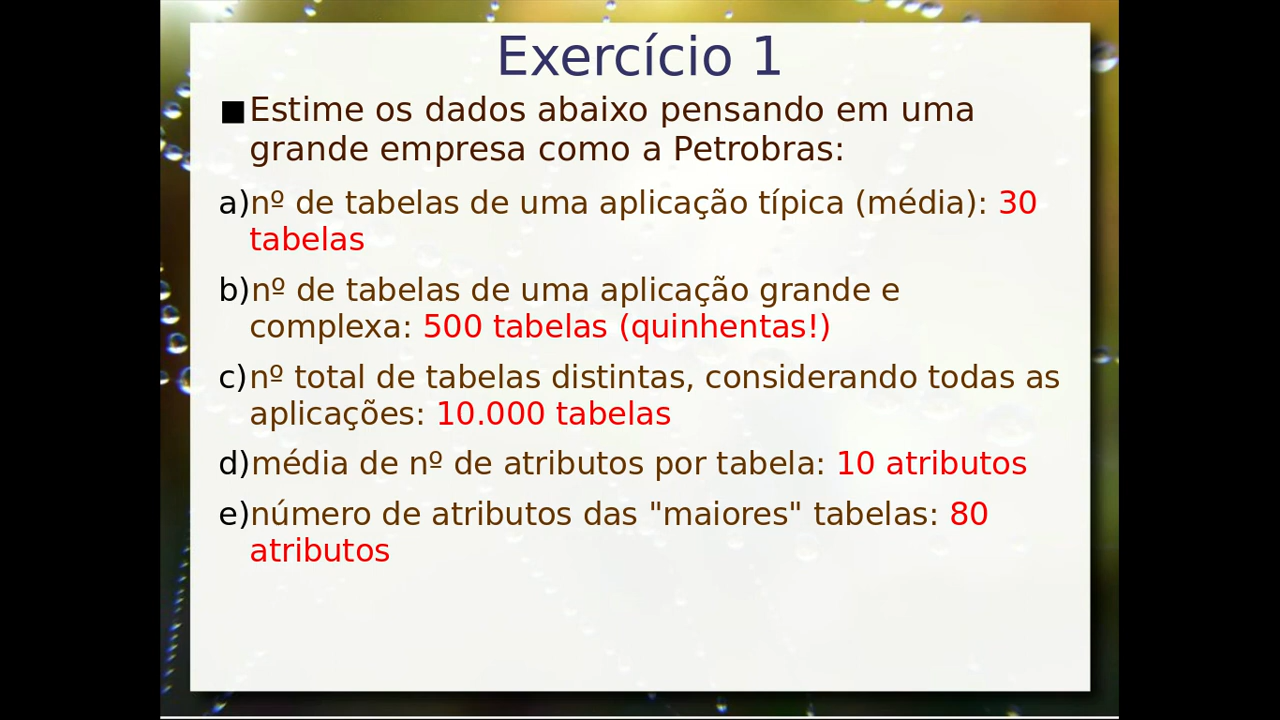 Exercício 1
■Estime os dados abaixo pensando em uma
grande empresa como a Petrobras:
a)nº de tabelas de uma aplicação típica (média): 30
tabelas
b)nº de tabelas de uma aplicação grande e
complexa: 500 tabelas (quinhentas!)
c)nº total de tabelas distintas, considerando todas as
aplicações: 10.000 tabelas
d)média de nº de atributos por tabela: 10 atributos
e)número de atributos das "maiores" tabelas: 80
atributos